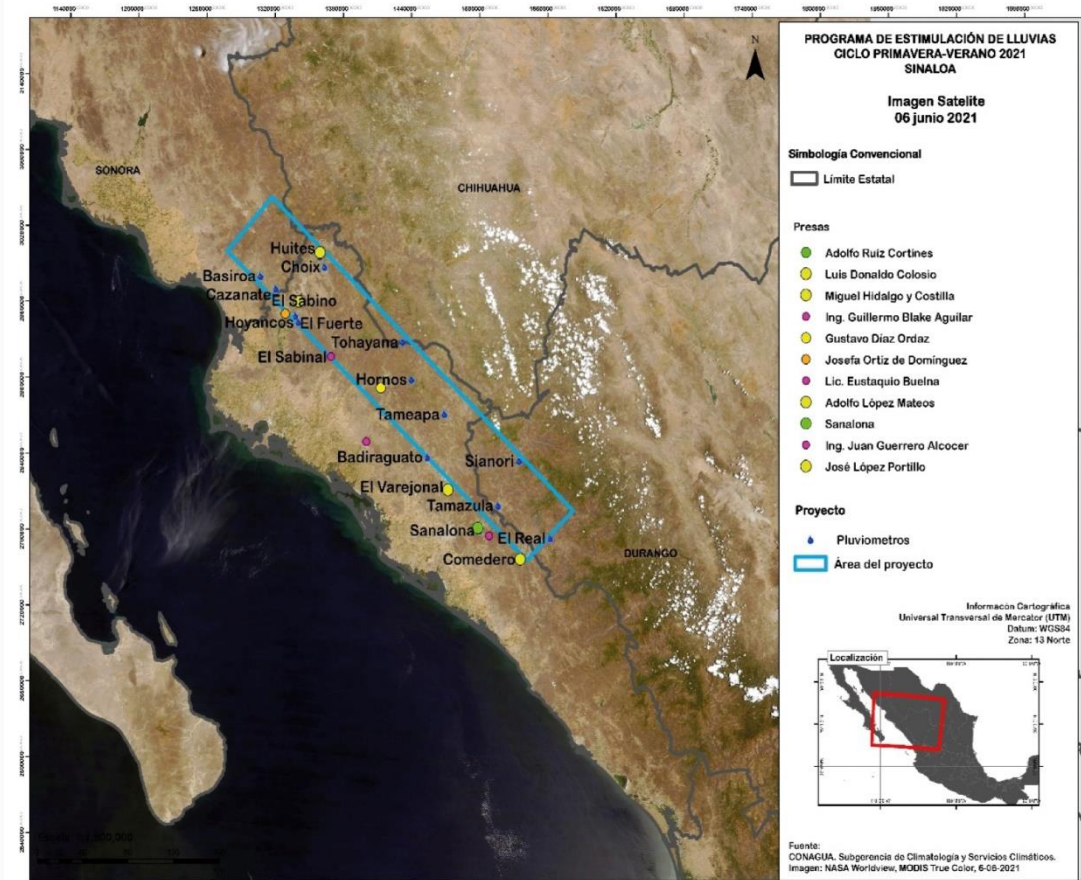 PROGRAMA DE ESTIMULACIÓN DE LLUVIAS
CICLO PRIMAVERA-VERANO 2021
SINALOA
Imagen Satelite
06 junio 2021
Simbología Convencional
Límite Estatal
Presas
Adolfo Ruiz Cortines
Luis Donaldo Colosio
Miguel Hidalgo y Costilla
Ing. Guillermo Blake Aguilar
Gustavo Díaz Ordaz
Josefa Ortiz de Domínguez
Lic. Eustaquio Buelna
Adolfo López Mateos
Sanalona
Ing. Juan Guerrero Alcocer
José López Portillo
Proyecto
Pluviometros
Área del proyecto
Informacón Cartográfica
Universal Transversal de Mercator (UTM)
Datum: WGS84
Zona: 13 Norte
Localización
Fuente:
CONAGUA. Subgerencia de Climatología y Servicios Climáticos.
Imagen: NASA Worldview, MODIS True Color, 6-06-2021
N
SONORA
CHIHUAHUA
Huites
Choix
Basiroa
Cazanate
El Sabino
Hoyancos
El Fuerte
Tohayana
El Sabinal
Hornos
Tameapa
Badiraguato
Sianori
El Varejonal
Tamazula
Sanalona
El Real
Comedero
DURANGO